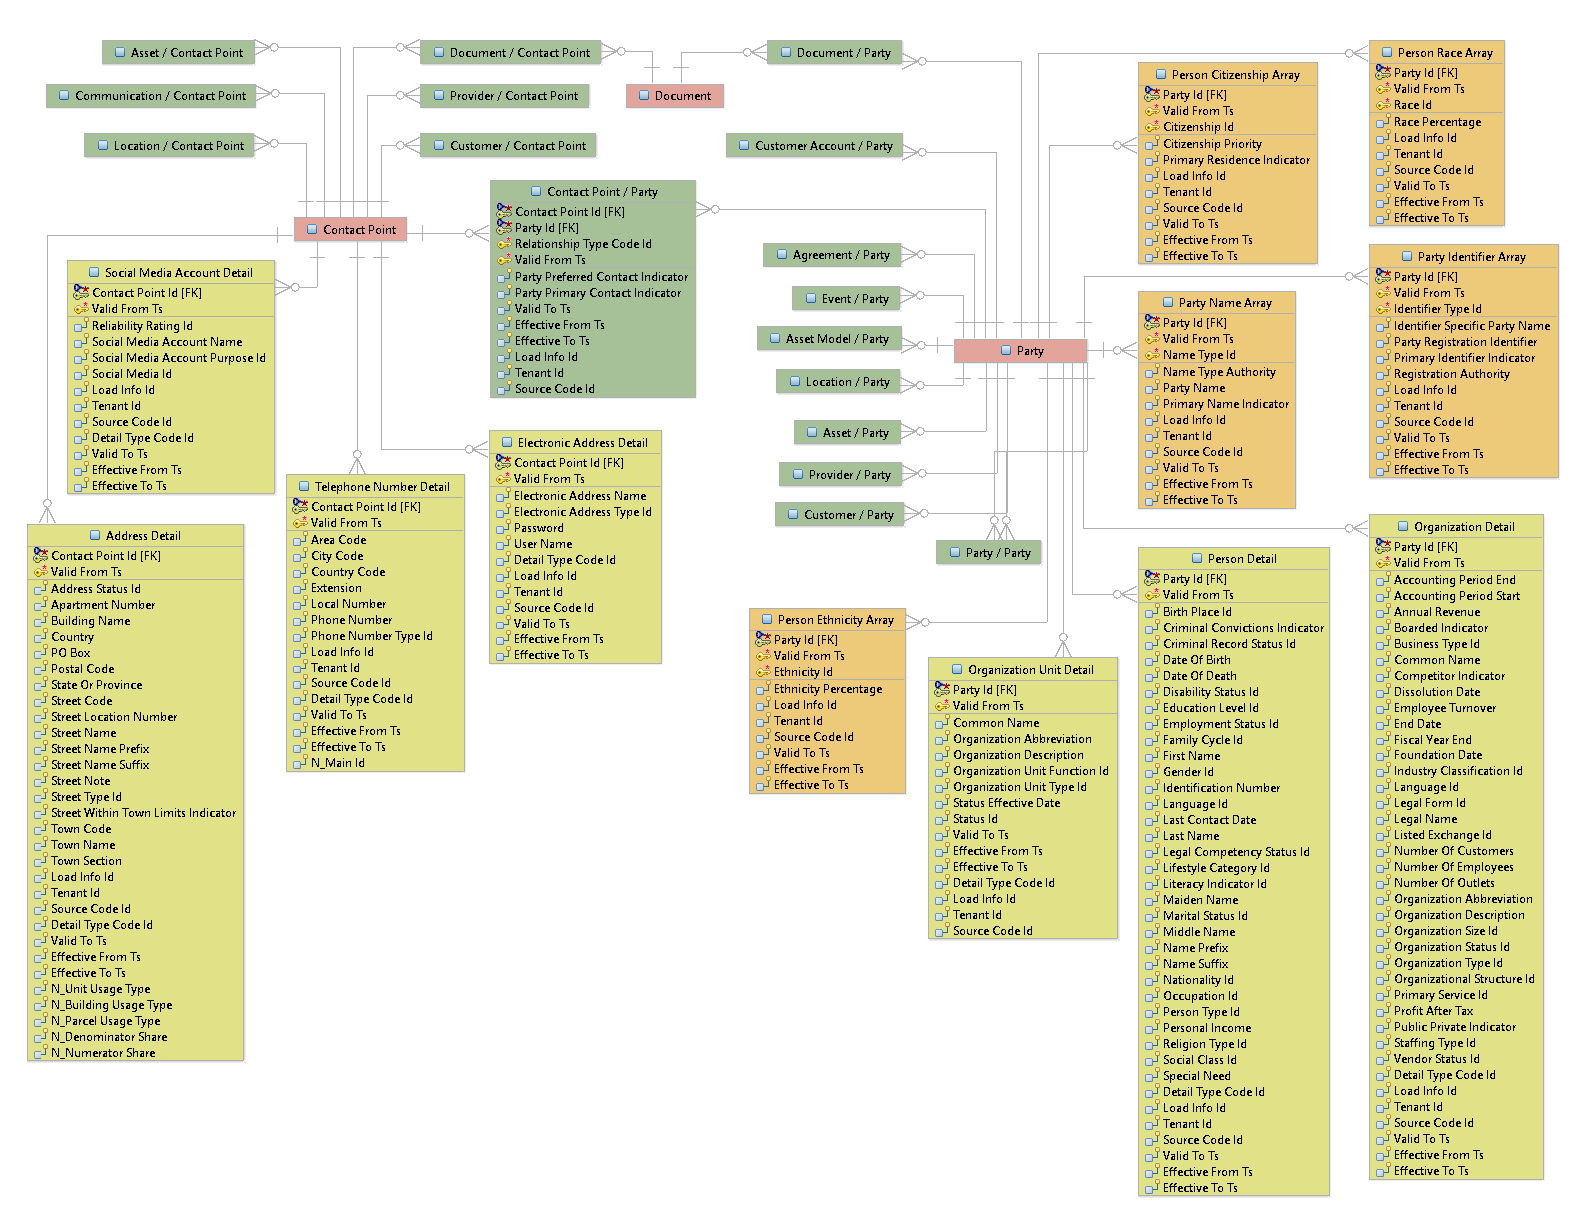 Asset / Contact Point
Communication / Contact Point
Location / Contact Point
Document / Contact Point
Provider / Contact Point
Customer / Contact Point
Document
Document / Party
Customer Account / Party
Contact Point
Contact Point / Party
Contact Point Id [FK]
Party Id [FK]
Relationship Type Code Id
Valid From Ts
Party Preferred Contact Indicator
Party Primary Contact Indicator
Valid To Ts
Effective From Ts
Effective To Ts
Load Info Id
Tenant Id
Source Code Id
Social Media Account Detail
Contact Point Id [FK]
Valid From Ts
Reliability Rating Id
Social Media Account Name
Social Media Account Purpose Id
Social Media Id
Load Info Id
Tenant Id
Source Code Id
Detail Type Code Id
Valid To Ts
Effective From Ts
Effective To Ts
Address Detail
Contact Point Id [FK]
Valid From Ts
Address Status Id
Apartment Number
Building Name
Country
PO Box
Postal Code
State Or Province
Street Code
Street Location Number
Street Name
Street Name Prefix
Street Name Suffix
Street Note
Street Type Id
Street Within Town Limits Indicator
Town Code
Town Name
Town Section
Load Info Id
Tenant Id
Source Code Id
Detail Type Code Id
Valid To Ts
Effective From Ts
Effective To Ts
N_Unit Usage Type
N_Building Usage Type
N_Parcel Usage Type
N_Denominator Share
N_Numerator Share
Telephone Number Detail
Contact Point Id [FK]
Valid From Ts
Area Code
City Code
Country Code
Extension
Local Number
Phone Number
Phone Number Type Id
Load Info Id
Tenant Id
Source Code Id
Detail Type Code Id
Valid To Ts
Effective From Ts
Effective To Ts
N_Main Id
Electronic Address Detail
Contact Point Id [FK]
Valid From Ts
Electronic Address Name
Electronic Address Type Id
Password
User Name
Detail Type Code Id
Load Info Id
Tenant Id
Source Code Id
Valid To Ts
Effective From Ts
Effective To Ts
Agreement / Party
Event / Party
Asset Model / Party
Location / Party
Asset / Party
Provider / Party
Customer / Party
Party
Party / Party
Person Ethnicity Array
Party Id [FK]
Valid From Ts
Ethnicity Id
Ethnicity Percentage
Load Info Id
Tenant Id
Source Code Id
Valid To Ts
Effective From Ts
Effective To Ts
Organization Unit Detail
Party Id [FK]
Valid From Ts
Common Name
Organization Abbreviation
Organization Description
Organization Unit Function Id
Organization Unit Type Id
Status Effective Date
Status Id
Valid To Ts
Effective From Ts
Effective To Ts
Detail Type Code Id
Load Info Id
Tenant Id
Source Code Id
Person Citizenship Array
Party Id [FK]
Valid From Ts
Citizenship Id
Citizenship Priority
Primary Residence Indicator
Load Info Id
Tenant Id
Source Code Id
Valid To Ts
Effective From Ts
Effective To Ts
Party Name Array
Party Id [FK]
Valid From Ts
Name Type Id
Name Type Authority
Party Name
Primary Name Indicator
Load Info Id
Tenant Id
Source Code Id
Valid To Ts
Effective From Ts
Effective To Ts
Person Detail
Party Id [FK]
Valid From Ts
Birth Place Id
Criminal Convictions Indicator
Criminal Record Status Id
Date Of Birth
Date Of Death
Disability Status Id
Education Level Id
Employment Status Id
Family Cycle Id
First Name
Gender Id
Identification Number
Language Id
Last Contact Date
Last Name
Legal Competency Status Id
Lifestyle Category Id
Literacy Indicator Id
Maiden Name
Marital Status Id
Middle Name
Name Prefix
Name Suffix
Nationality Id
Occupation Id
Person Type Id
Personal Income
Religion Type Id
Social Class Id
Special Need
Detail Type Code Id
Load Info Id
Tenant Id
Source Code Id
Valid To Ts
Effective From Ts
Effective To Ts
Person Race Array
Party Id [FK]
Valid From Ts
Race Id
Race Percentage
Load Info Id
Tenant Id
Source Code Id
Valid To Ts
Effective From Ts
Effective To Ts
Party Identifier Array
Party Id [FK]
Valid From Ts
Identifier Type Id
Identifier Specific Party Name
Party Registration Identifier
Primary Identifier Indicator
Registration Authority
Load Info Id
Tenant Id
Source Code Id
Valid To Ts
Effective From Ts
Effective To Ts
Organization Detail
Party Id [FK]
Valid From Ts
Accounting Period End
Accounting Period Start
Annual Revenue
Boarded Indicator
Business Type Id
Common Name
Competitor Indicator
Dissolution Date
Employee Turnover
End Date
Fiscal Year End
Foundation Date
Industry Classification Id
Language Id
Legal Form Id
Legal Name
Listed Exchange Id
Number Of Customers
Number Of Employees
Number Of Outlets
Organization Abbreviation
Organization Description
Organization Size Id
Organization Status Id
Organization Type Id
Organizational Structure Id
Primary Service Id
Profit After Tax
Public Private Indicator
Staffing Type Id
Vendor Status Id
Detail Type Code Id
Load Info Id
Tenant Id
Source Code Id
Valid To Ts
Effective From Ts
Effective To Ts